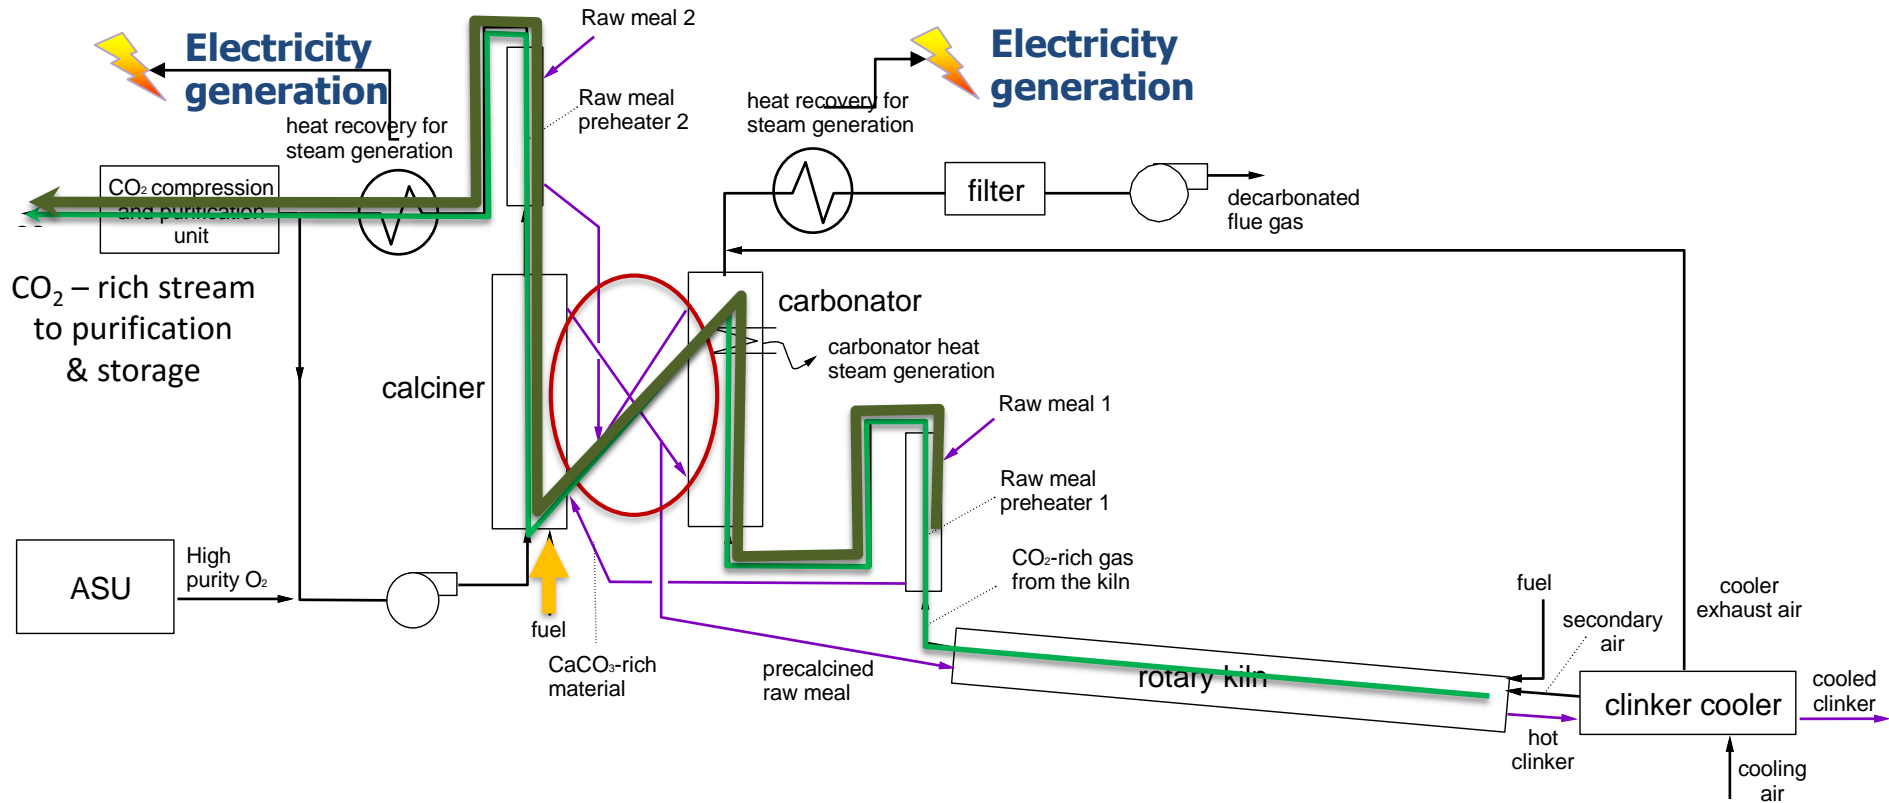 Raw meal 2
Electricity
generation
Electricity
generation
Raw meal
preheater 2
heat recovery for
steam generation
heat recovery for
steam generation
CO₂ compression
and purification
unit
filter
decarbonated
flue gas
CO₂ – rich stream
to purification
& storage
carbonator
carbonator heat
steam generation
calciner
Raw meal 1
Raw meal
preheater 1
CO₂-rich gas
from the kiln
ASU
High
purity O₂
fuel
CaCO₃-rich
material
precalcined
raw meal
rotary kiln
fuel
secondary
air
cooler
exhaust air
clinker cooler
cooled
clinker
hot
clinker
cooling
air